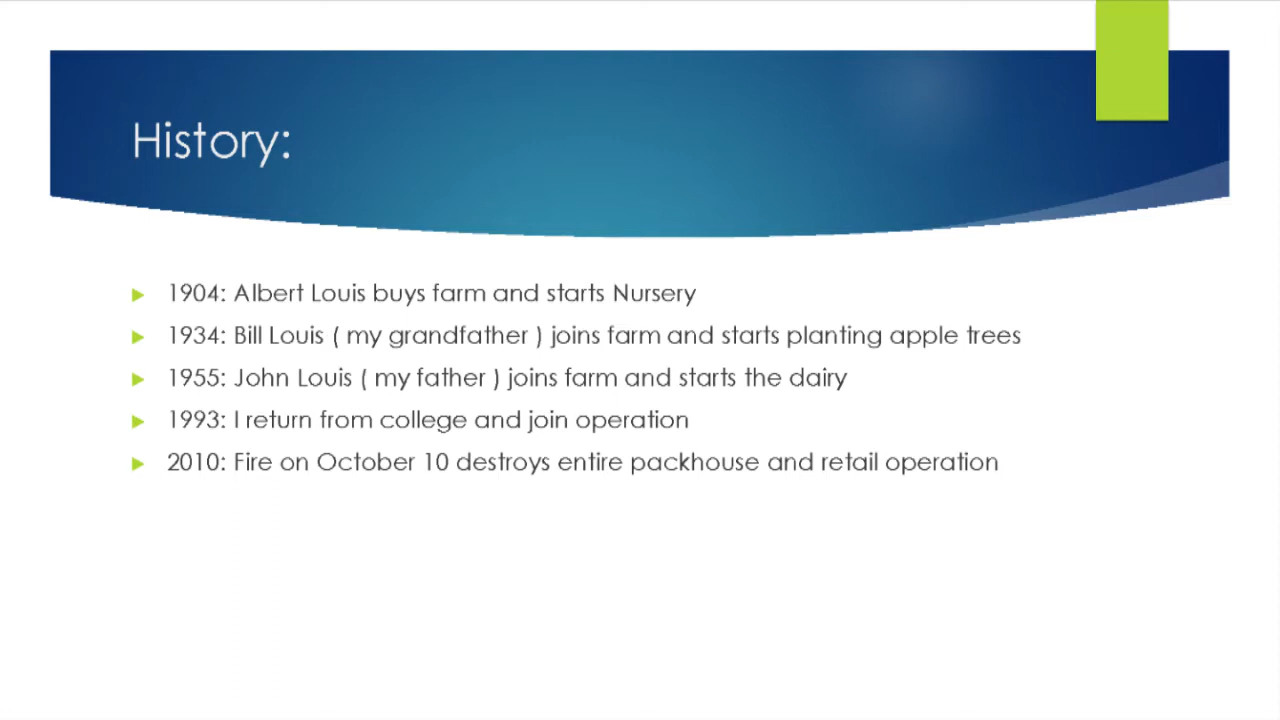 History:
1904: Albert Louis buys farm and starts Nursery
1934: Bill Louis ( my grandfather ) joins farm and starts planting apple trees
1955: John Louis ( my father ) joins farm and starts the dairy
1993: I return from college and join operation
2010: Fire on October 10 destroys entire packhouse and retail operation